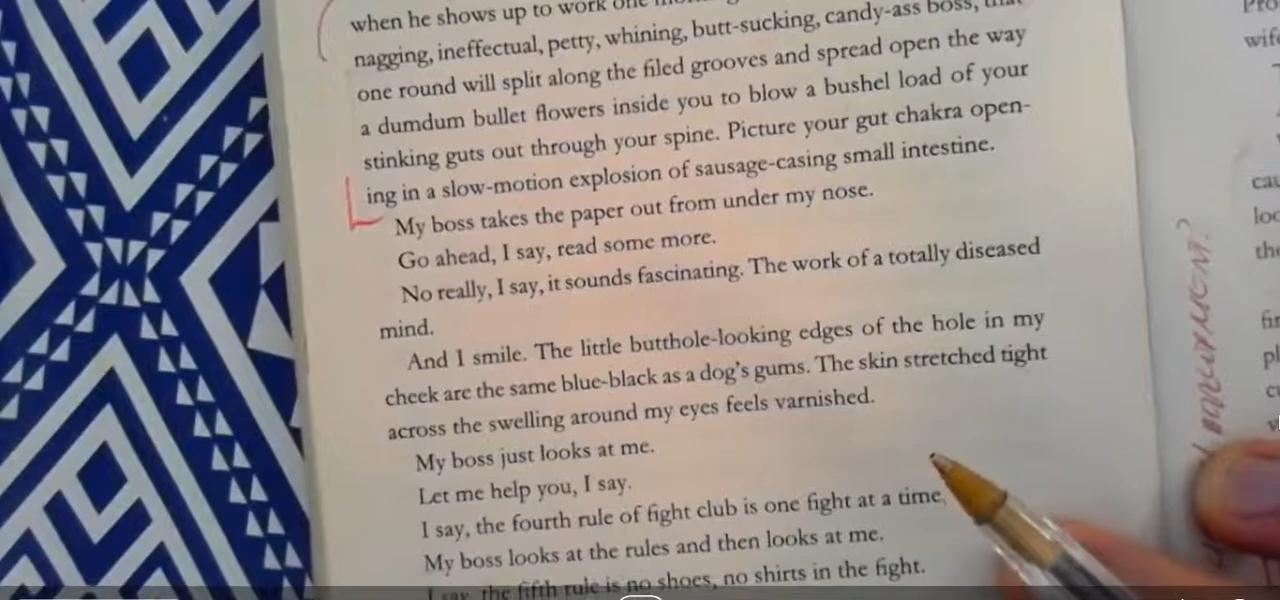 when he shows up to work one
nagging, ineffectual, petty, whining, butt-sucking, candy-ass boss, that
one round will split along the filed grooves and spread open the way
a dumdum bullet flowers inside you to blow a bushel load of your
stinking guts out through your spine. Picture your gut chakra open-
ing in a slow-motion explosion of sausage-casing small intestine.
My boss takes the paper out from under my nose.
Go ahead, I say, read some more.
No really, I say, it sounds fascinating. The work of a totally diseased
mind.
And I smile. The little butthole-looking edges of the hole in my
cheek are the same blue-black as a dog's gums. The skin stretched tight
across the swelling around my eyes feels varnished.
My boss just looks at me.
Let me help you, I say.
I say, the fourth rule of fight club is one fight at a time.
My boss looks at the rules and then looks at me.
I say, the fifth rule is no shoes, no shirts in the fight.